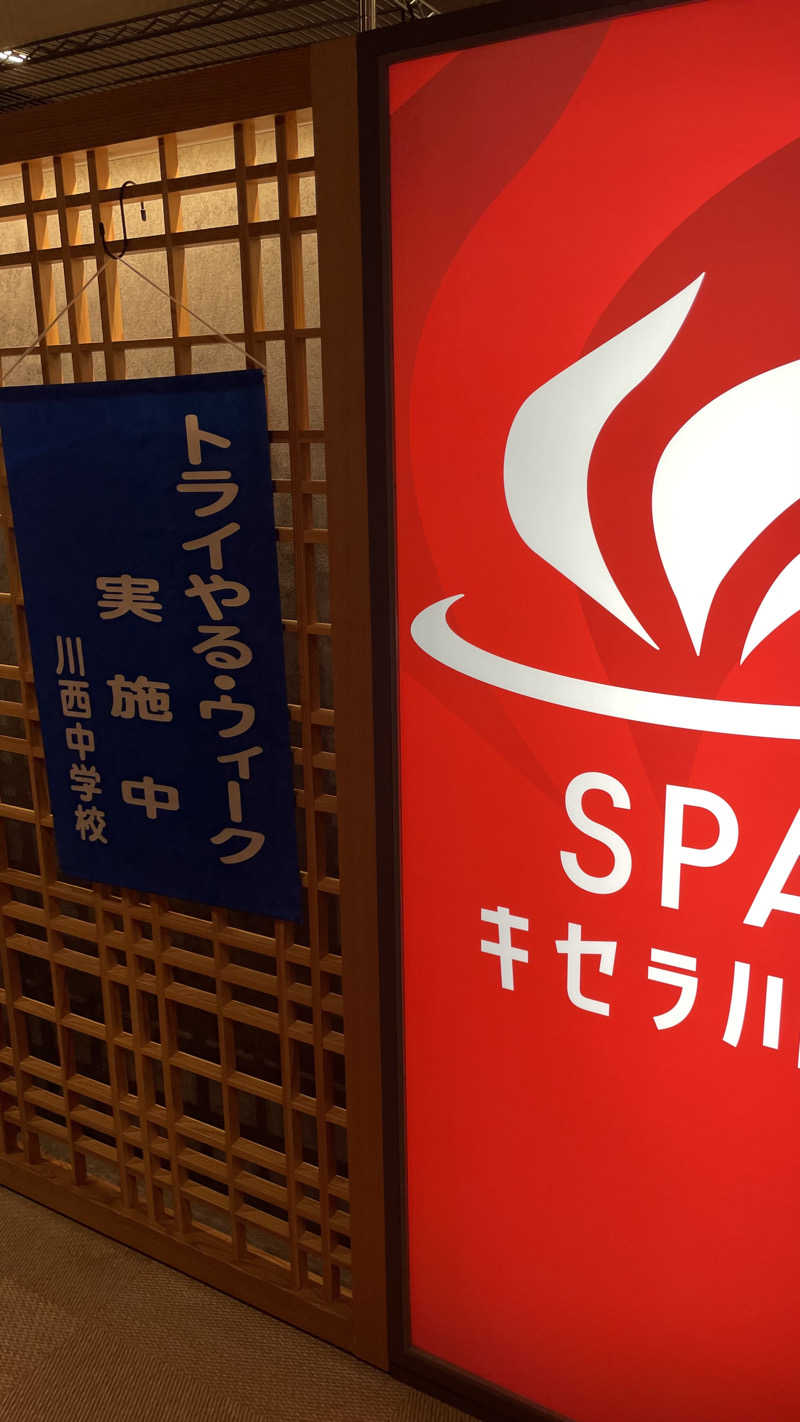 トライやる・ウィーク
実施中
川西中学校
SPA
キセラ川